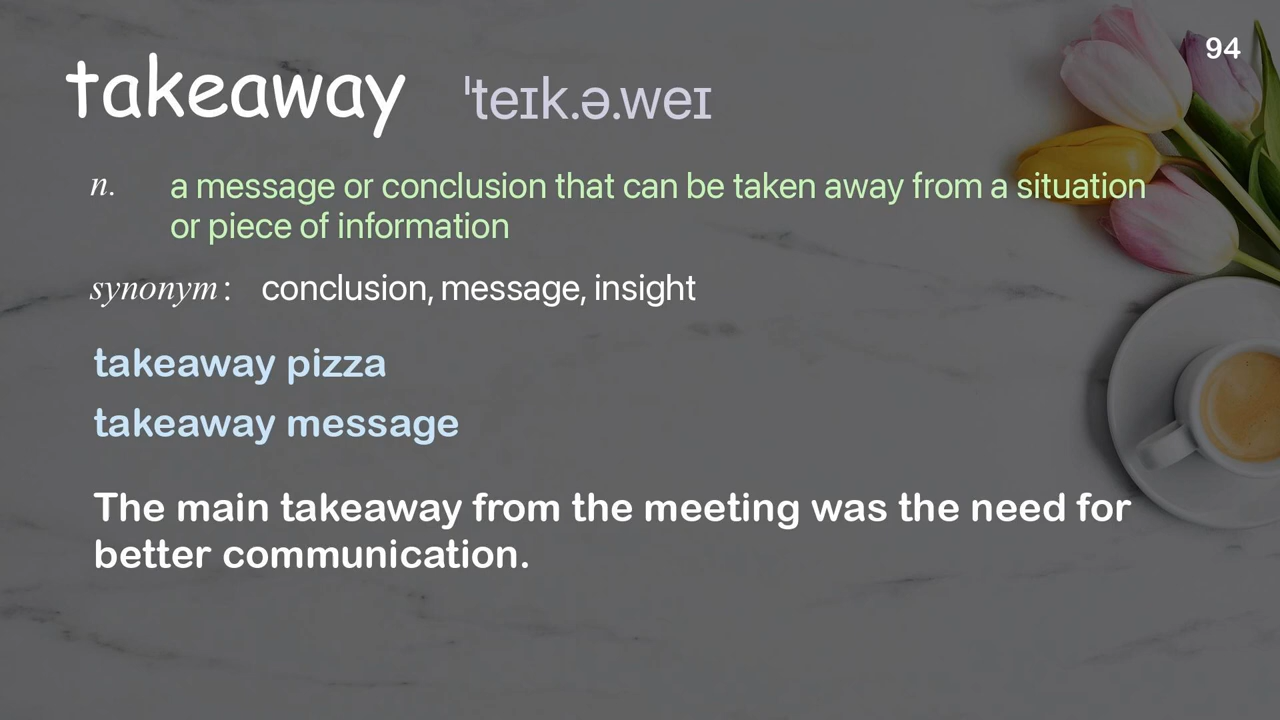 94
takeaway ˈteɪk.ə.weɪ
n. a message or conclusion that can be taken away from a situation
or piece of information
synonym : conclusion, message, insight
takeaway pizza
takeaway message
The main takeaway from the meeting was the need for
better communication.